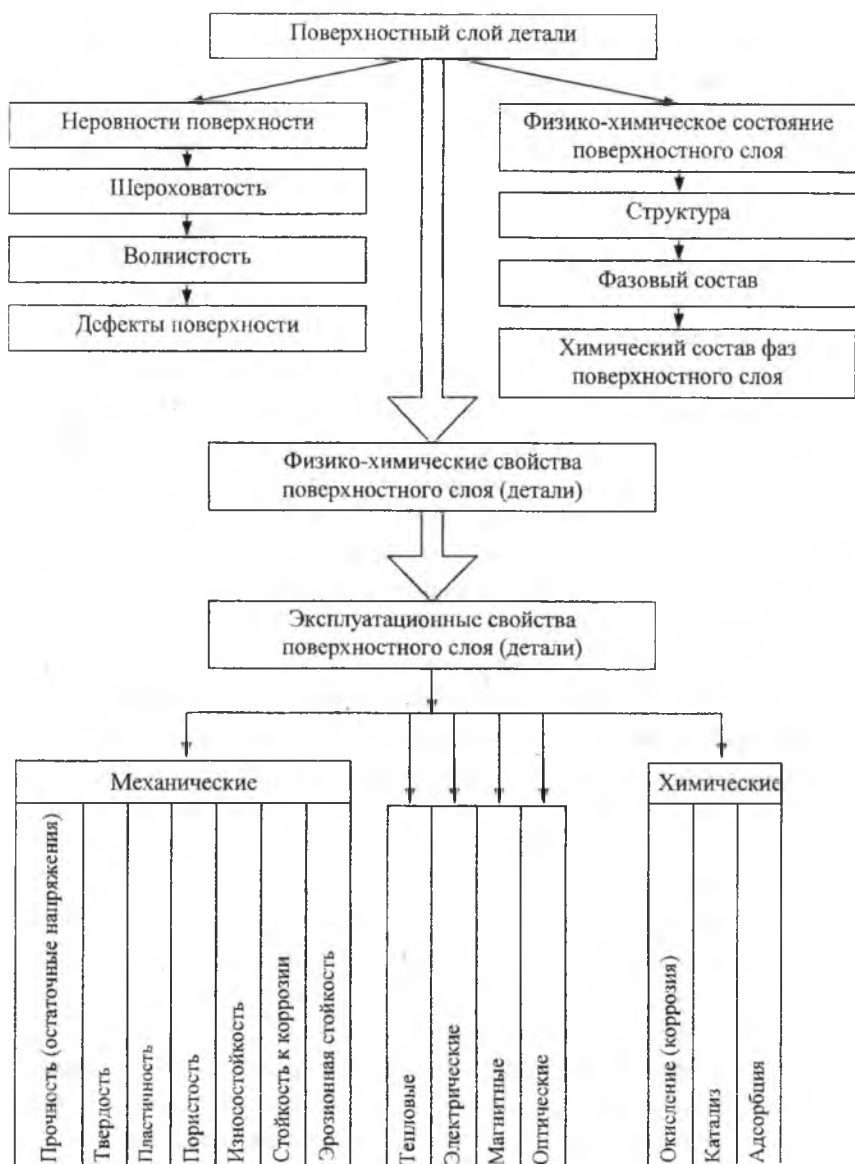 Поверхностный слой детали
Неровности поверхности
Шероховатость
Волнистость
Дефекты поверхности
Физико-химическое состояние
поверхностного слоя
Структура
Фазовый состав
Химический состав фаз
поверхностного слоя
Физико-химические свойства
поверхностного слоя (детали)
Эксплуатационные свойства
поверхностного слоя (детали)
Механические
Прочность (остаточные напряжения)
Твердость
Пластичность
Пористость
Износостойкость
Стойкость к коррозии
Эрозионная стойкость
Тепловые
Электрические
Магнитные
Оптические
Химические
Окисление (коррозия)
Катализ
Адсорбция